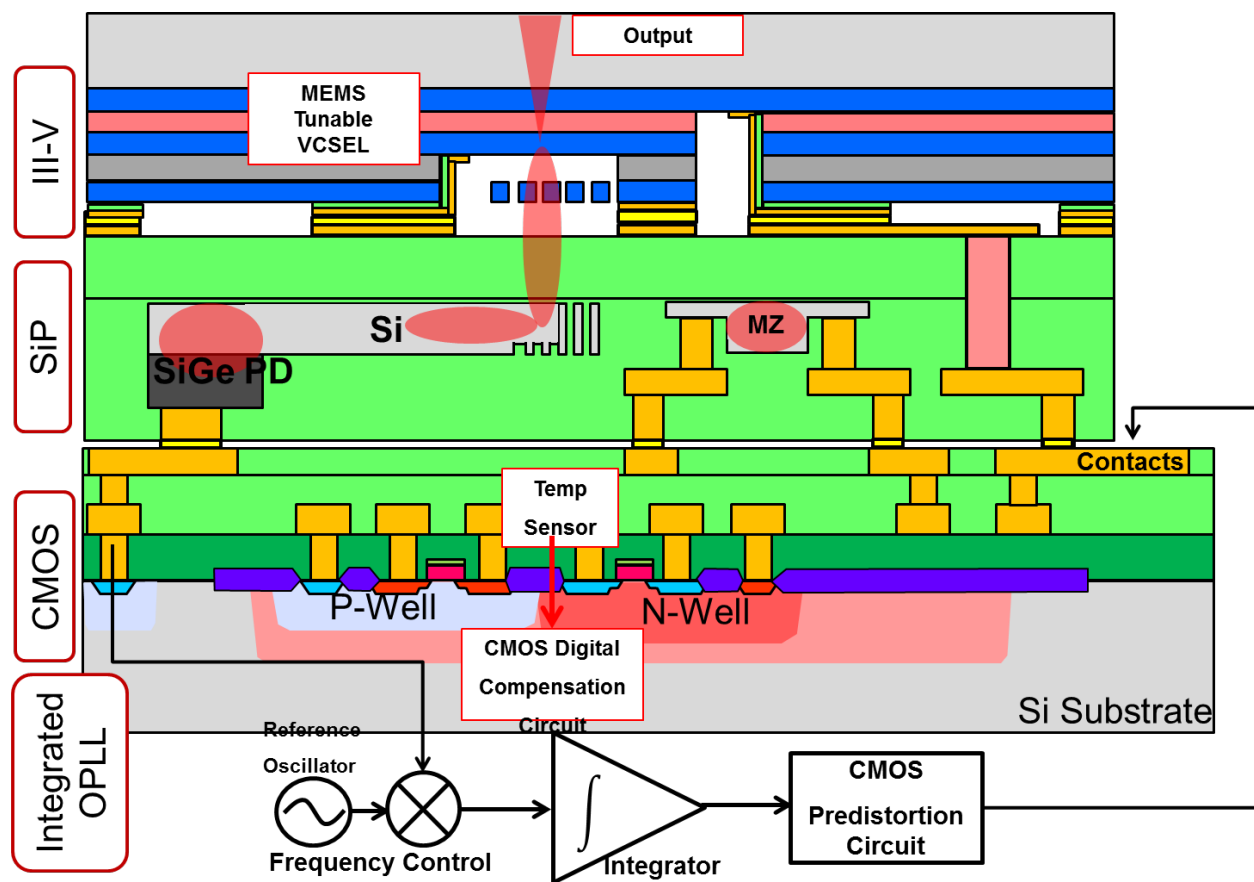 Output
MEMS
Tunable
VCSEL
III-V
SiP
Si
MZ
SiGe PD
Contacts
Temp
Sensor
CMOS
P-Well
N-Well
CMOS Digital
Compensation
Circuit
Si Substrate
Integrated
OPLL
Reference
Oscillator
Frequency Control
∫
Integrator
CMOS
Predistortion
Circuit